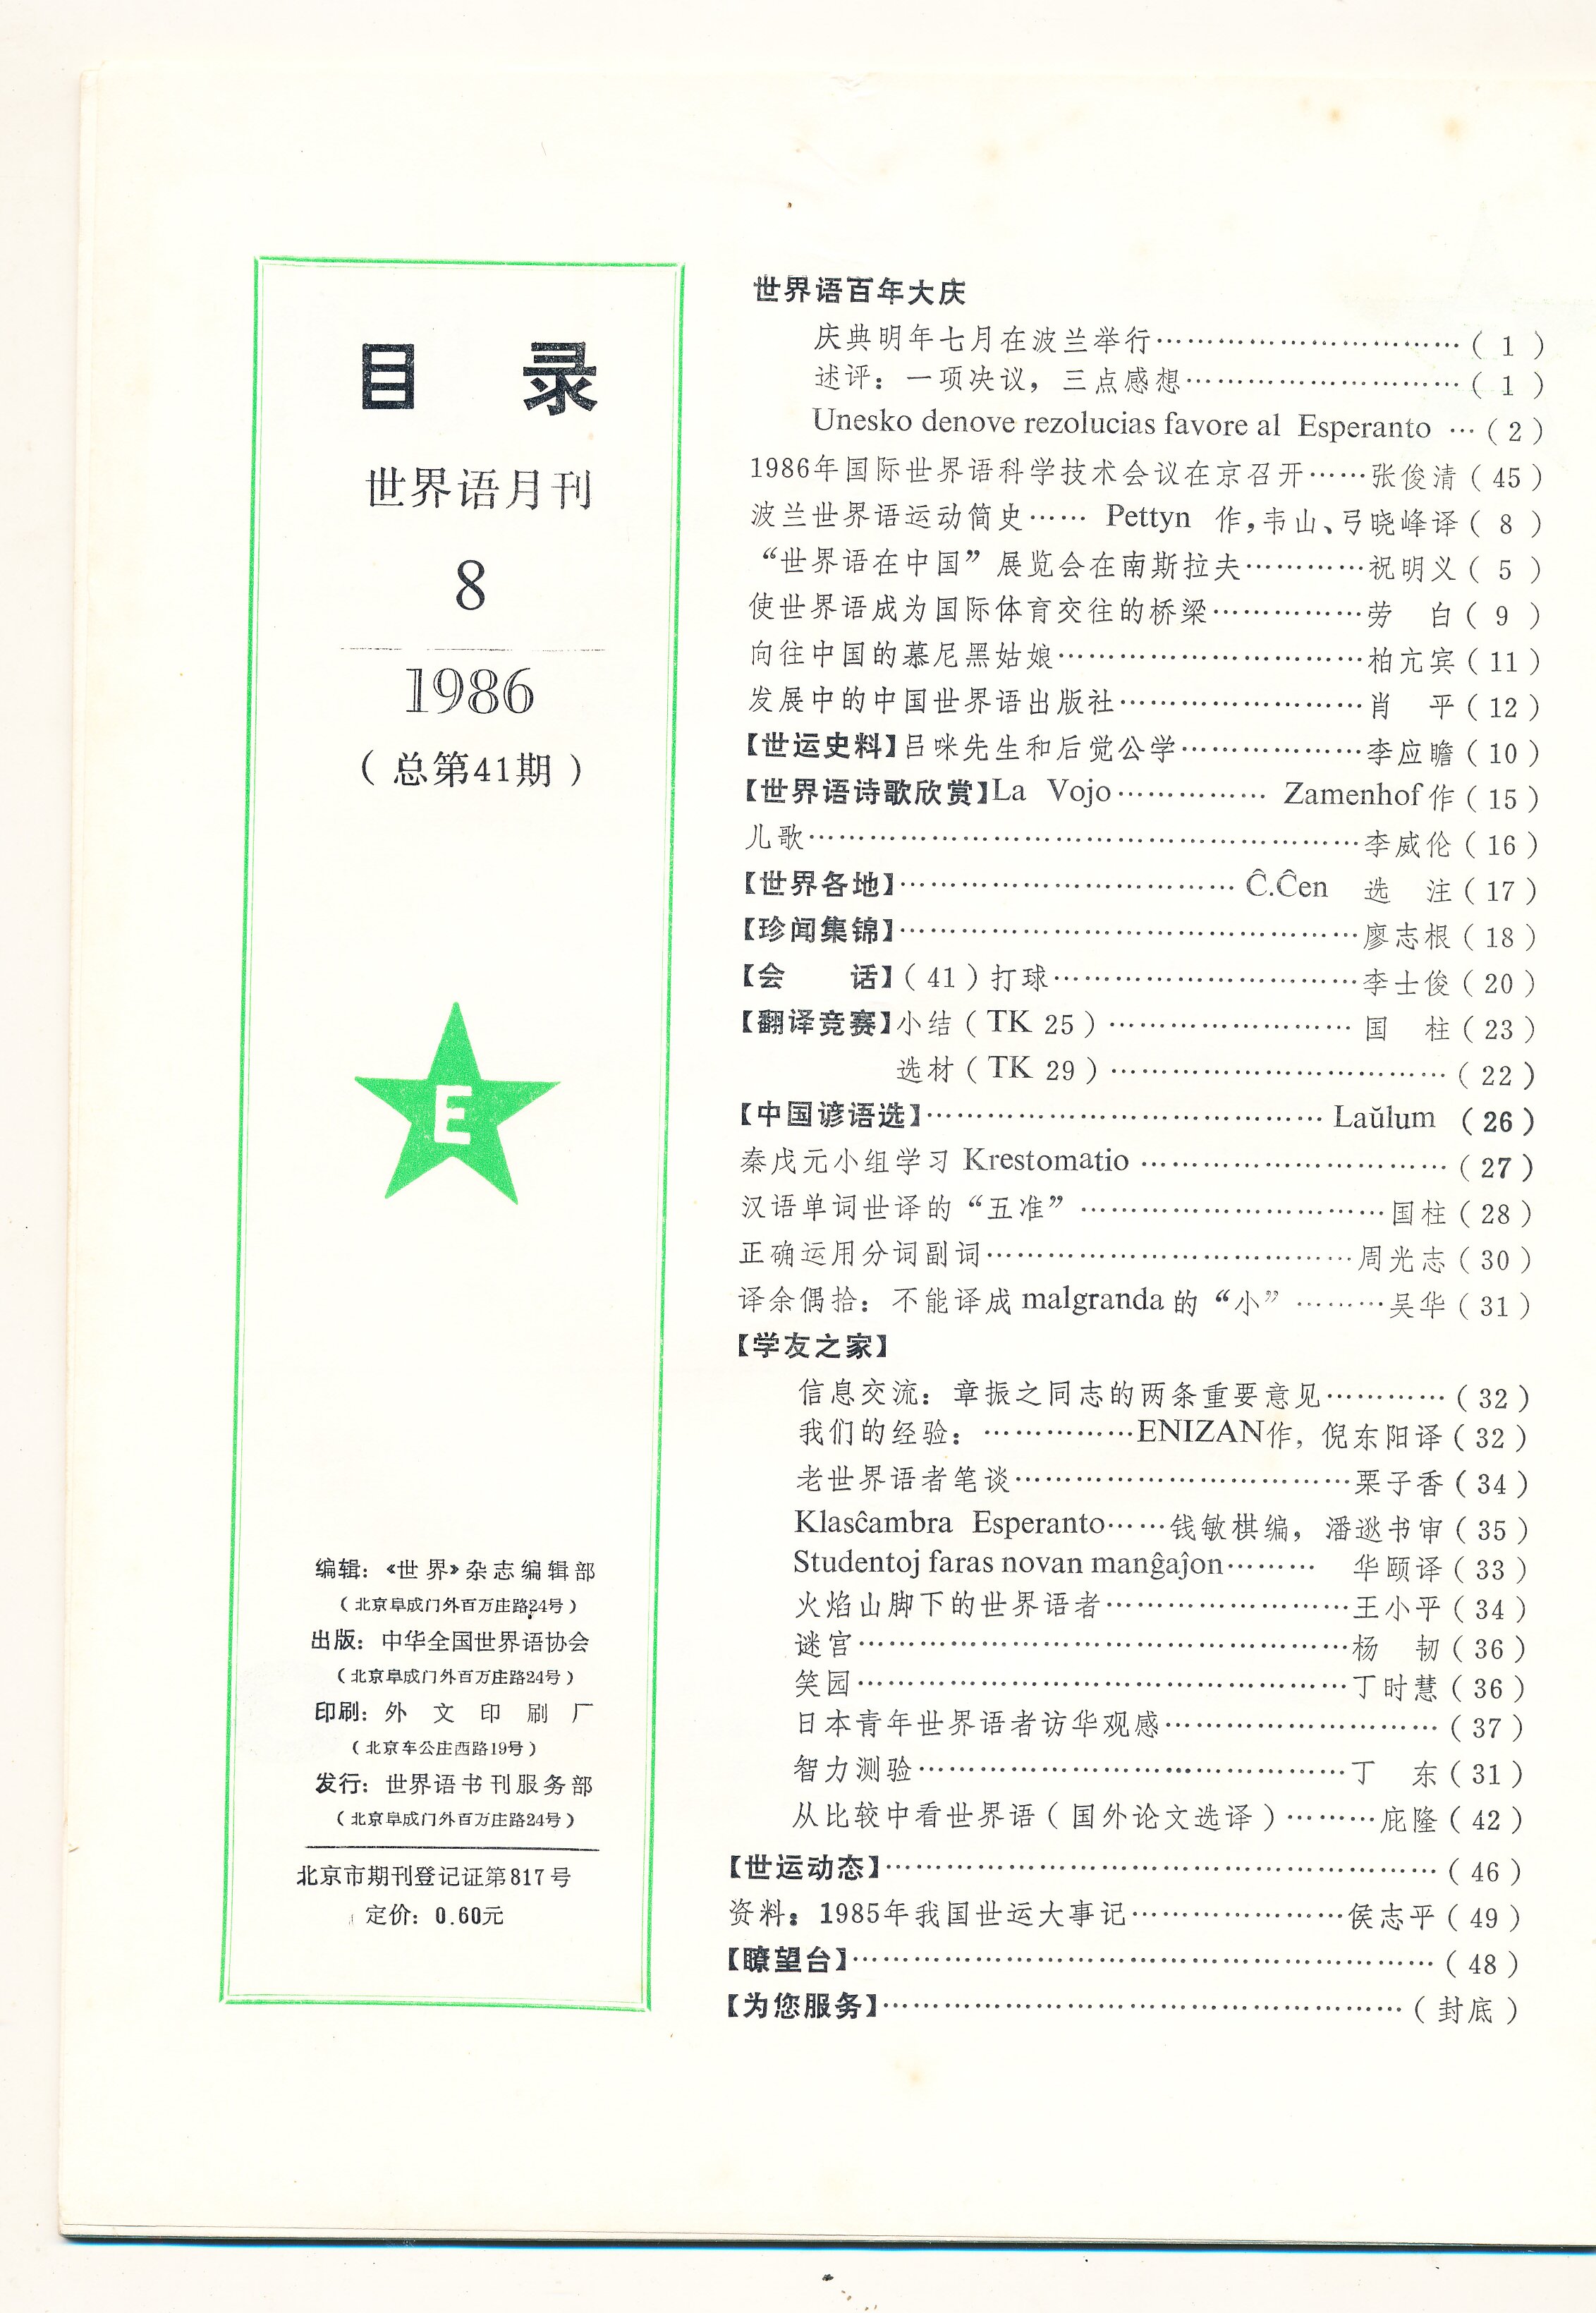 目 录
世界语月刊
8
1986
（总第41期）
E
编辑：《世界》杂志编辑部
（北京阜成门外百万庄路24号）
出版：中华全国世界语协会
（北京阜成门外百万庄路24号）
印刷：外文印刷厂
（北京车公庄西路19号）
发行：世界语书刊服务部
（北京阜成门外百万庄路24号）
北京市期刊登记证第817号
定价：0.60元
世界语百年大庆
庆典明年七月在波兰举行……………………（1）
述评：一项决议，三点感想……………………（1）
Unesko denove rezolucias favore al Esperanto …（2）
1986年国际世界语科学技术会议在京召开……张俊清（45）
波兰世界语运动简史…… Pettyn 作，韦山、弓晓峰译（8）
“世界语在中国”展览会在南斯拉夫…………祝明义（5）
使世界语成为国际体育交往的桥梁……………劳 白（9）
向往中国的慕尼黑姑娘…………………………柏亢宾（11）
发展中的中国世界语出版社……………………肖 平（12）
【世运史料】吕咪先生和后觉公学………………李应瞻（10）
【世界语诗歌欣赏】La Vojo…………… Zamenhof作（15）
儿歌………………………………………………李威伦（16）
【世界各地】…………………………… Ĉ.Ĉen 选 注（17）
【珍闻集锦】………………………………………廖志根（18）
【会 话】（41）打球…………………………李士俊（20）
【翻译竞赛】小结（TK 25）…………………… 国 柱（23）
选材（TK 29）……………………………（22）
【中国谚语选】………………………………… Laŭlum （26）
秦戊元小组学习 Krestomatio …………………………（27）
汉语单词世译的“五准” …………………………国柱（28）
正确运用分词副词………………………………周光志（30）
译余偶拾：不能译成 malgranda 的“小” ………吴华（31）
【学友之家】
信息交流：章振之同志的两条重要意见…………（32）
我们的经验：……………ENIZAN作，倪东阳译（32）
老世界语者笔谈……………………………栗子香（34）
Klasĉambra Esperanto……钱敏棋编，潘逖书审（35）
Studentoj faras novan manĝaĵon……… 华颐译（33）
火焰山脚下的世界语者……………………王小平（34）
谜宫…………………………………………杨 韧（36）
笑园…………………………………………丁时慧（36）
日本青年世界语者访华观感………………………（37）
智力测验……………………………………丁 东（31）
从比较中看世界语（国外论文选译）………庇隆（42）
【世运动态】………………………………………………（46）
资料：1985年我国世运大事记…………………侯志平（49）
【瞭望台】…………………………………………………（48）
【为您服务】……………………………………………（封底）